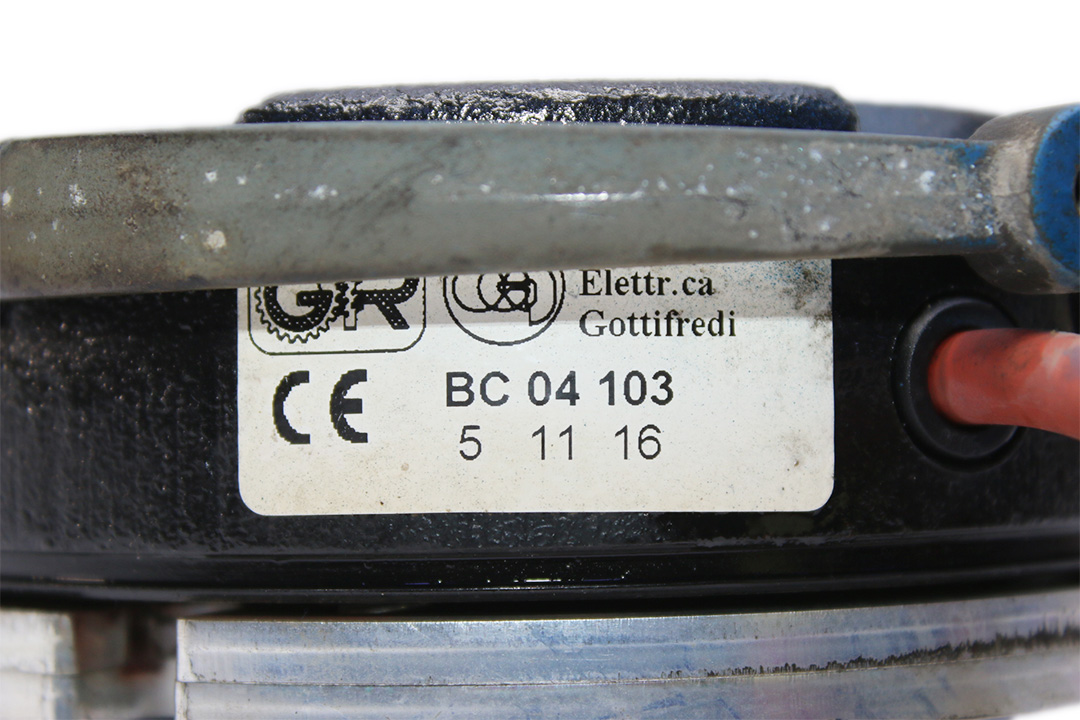 GR
Elettr.ca
Gottifredi
CE
BC 04 103
5 11 16